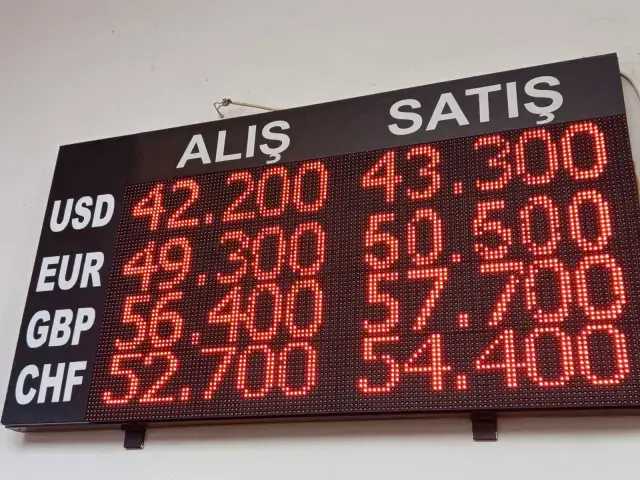 ALIŞ SATIŞ
USD 42.200 43.300
EUR 49.300 50.500
GBP 56.400 57.700
CHF 52.700 54.400